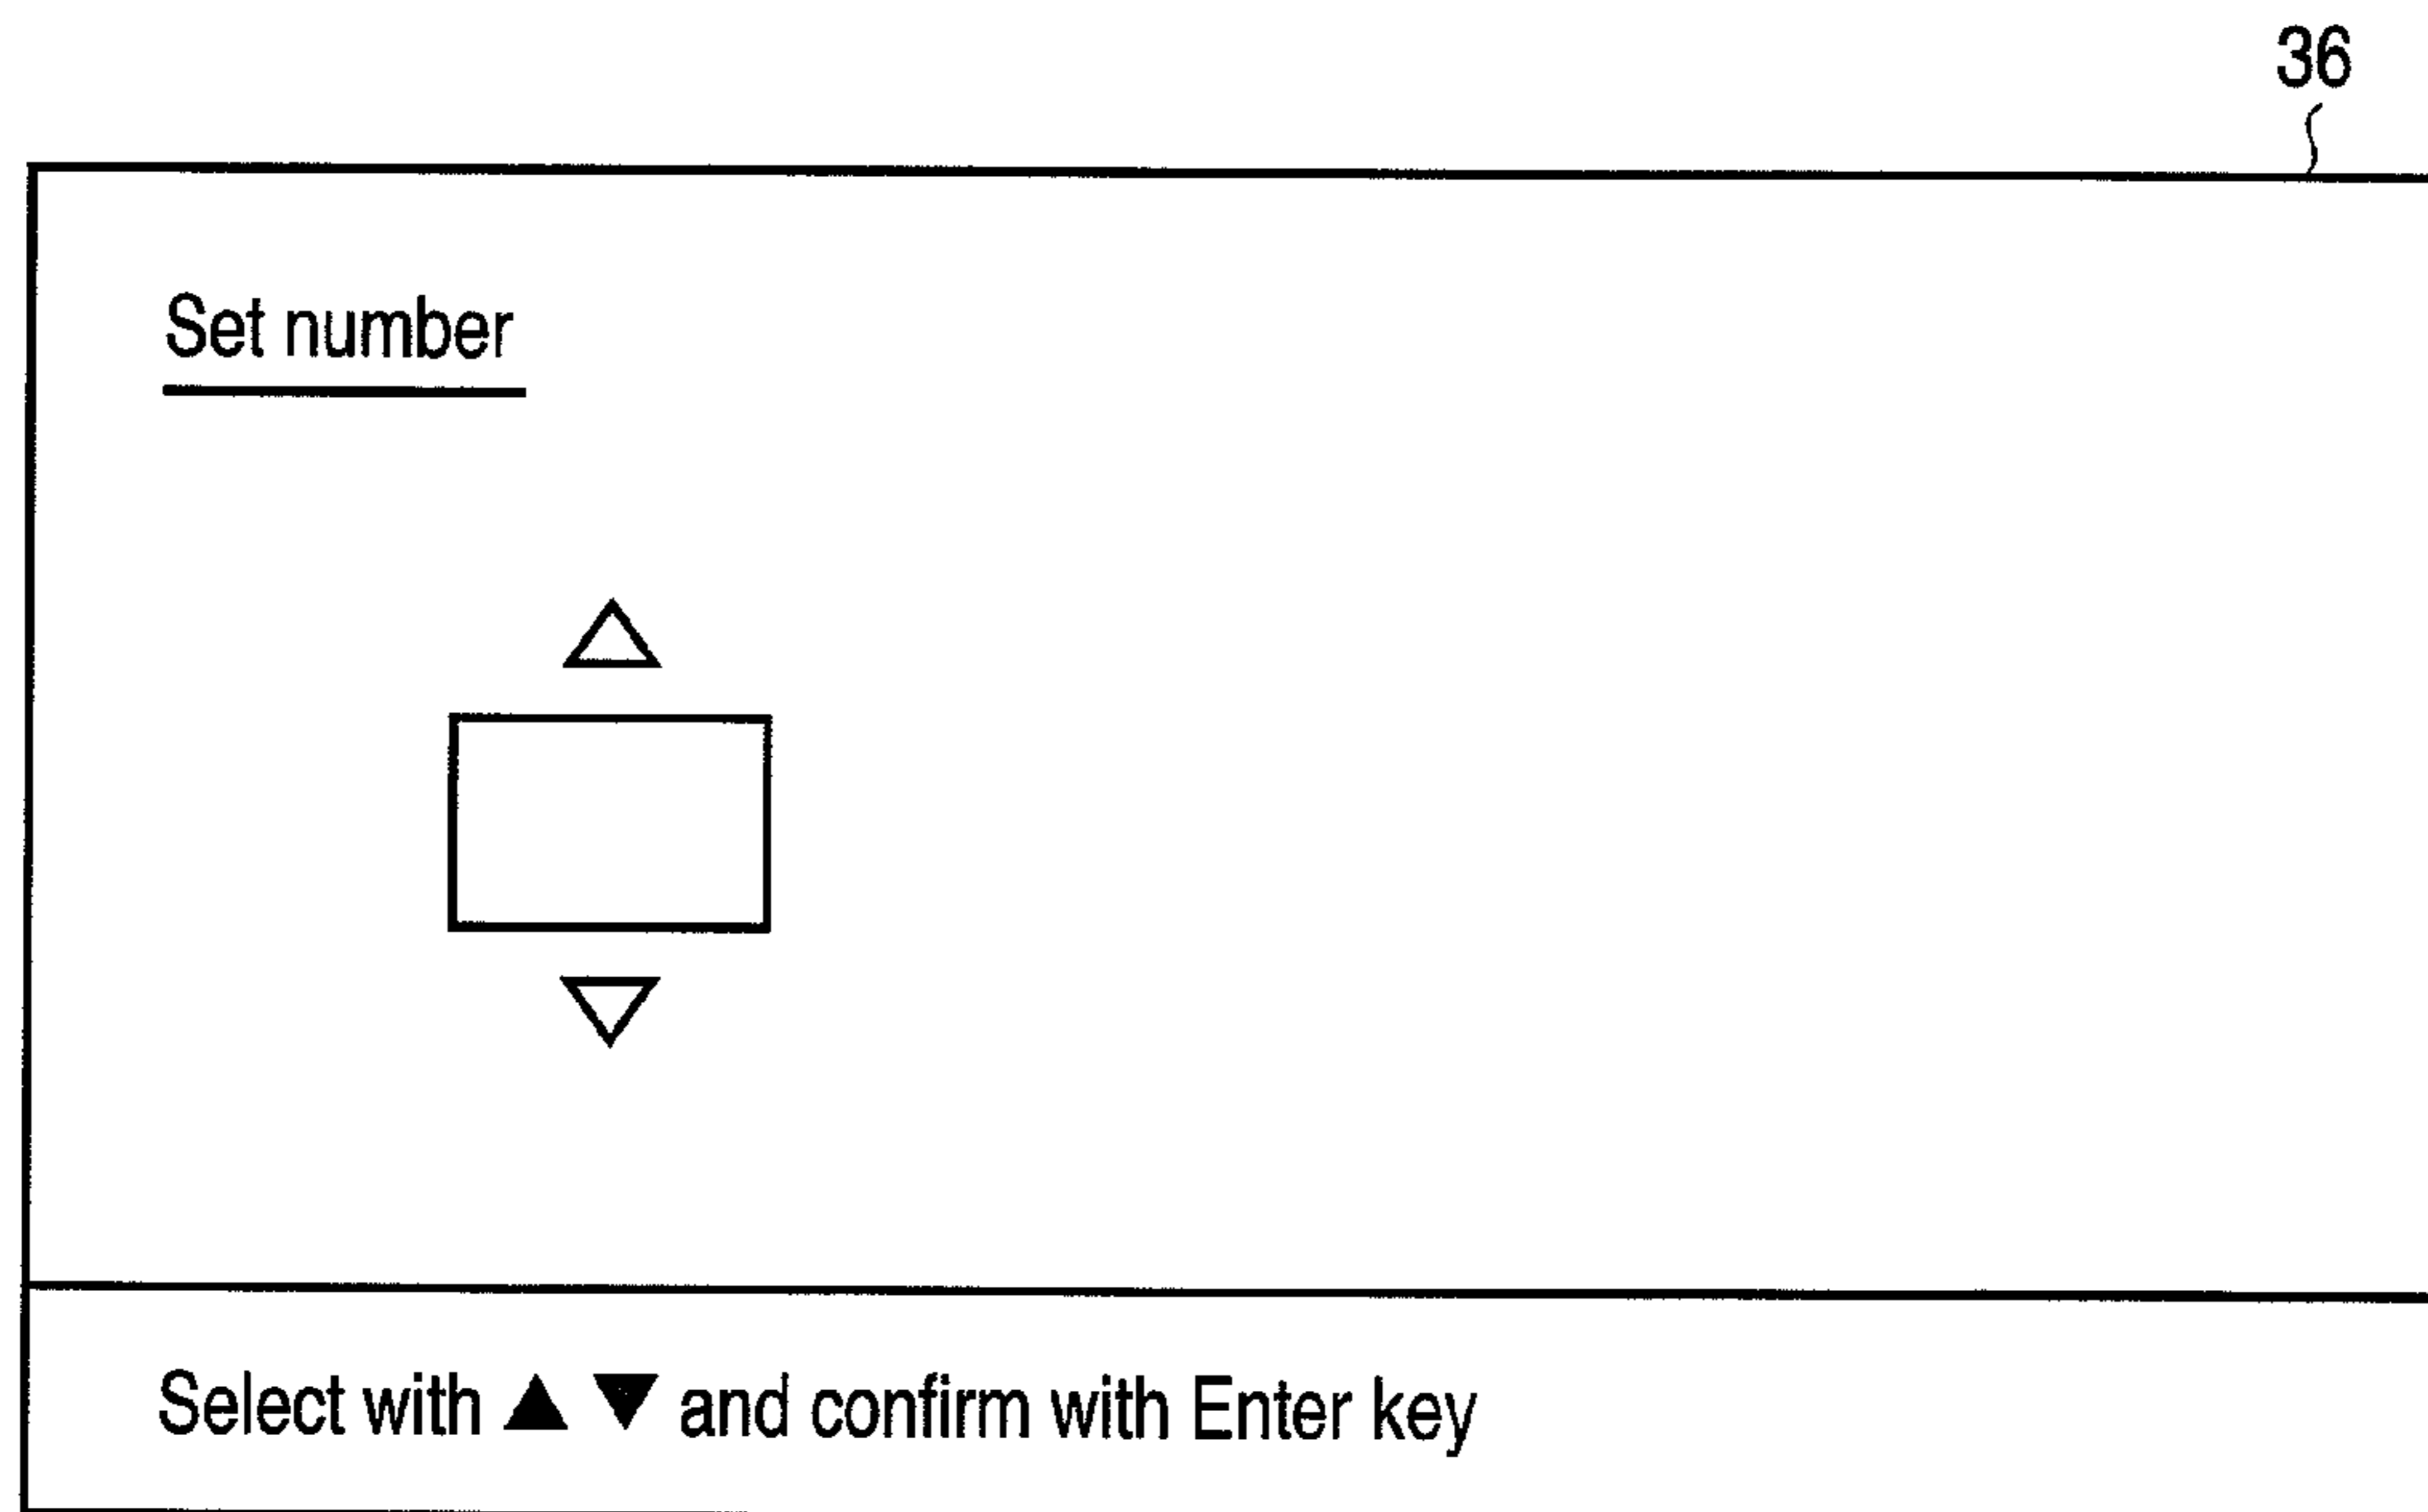 36
Set number
Select with ▲ ▼ and confirm with Enter key